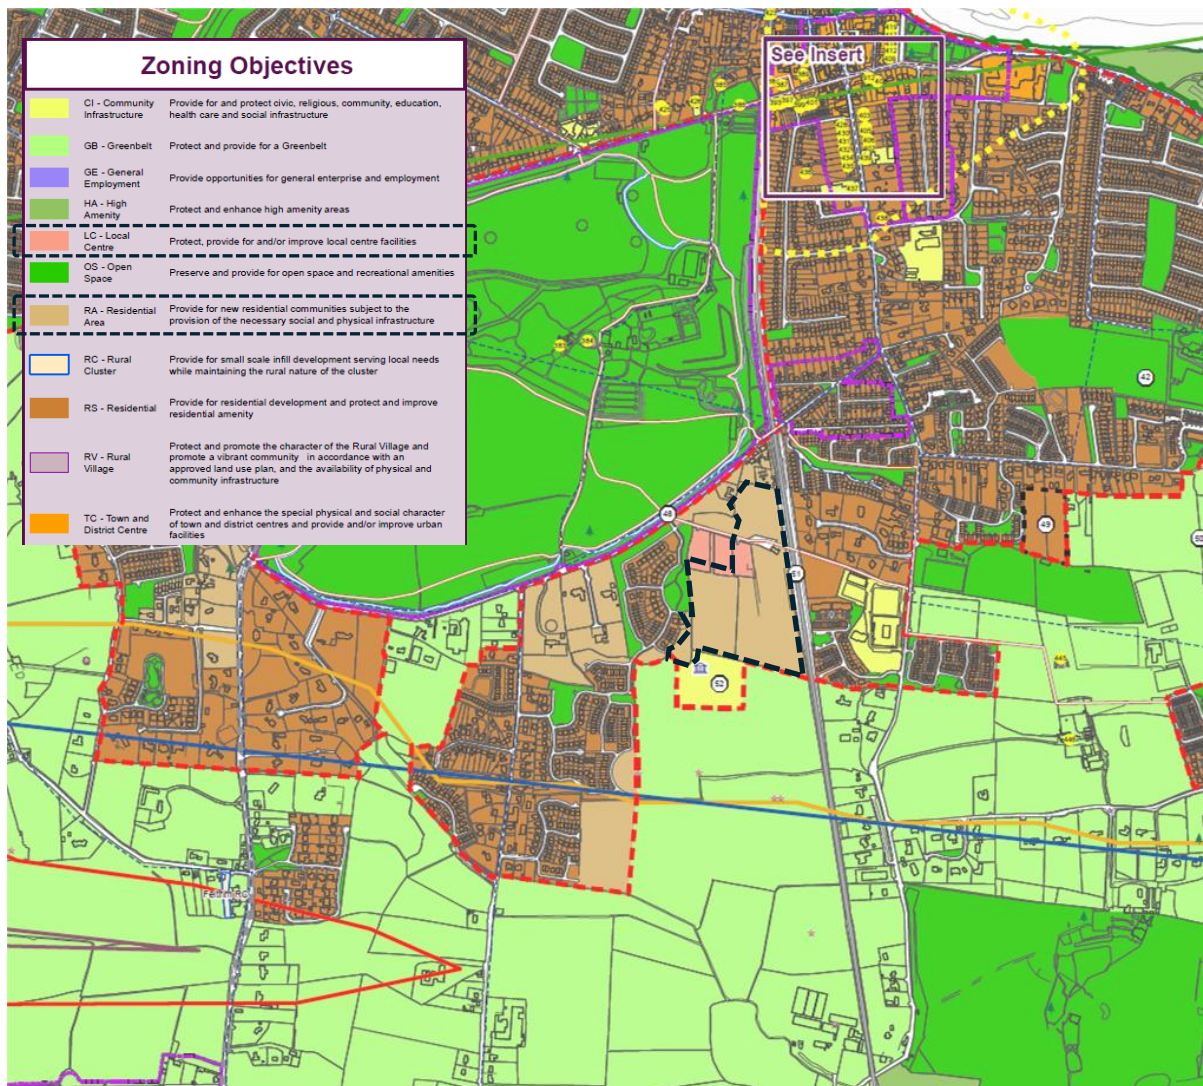 Zoning Objectives
CI - Community
Infrastructure
Provide for and protect civic, religious, community, education,
health care and social infrastructure
GB - Greenbelt
Protect and provide for a Greenbelt
GE - General
Employment
Provide opportunities for general enterprise and employment
HA - High
Amenity
Protect and enhance high amenity areas
LC - Local
Centre
Protect, provide for and/or improve local centre facilities
OS - Open
Space
Preserve and provide for open space and recreational amenities
RA - Residential
Area
Provide for new residential communities subject to the
provision of the necessary social and physical infrastructure
RC - Rural
Cluster
Provide for small scale infill development serving local needs
while maintaining the rural nature of the cluster
RS - Residential
Provide for residential development and protect and improve
residential amenity
RV - Rural
Village
Protect and promote the character of the Rural Village and
promote a vibrant community in accordance with an
approved land use plan, and the availability of physical and
community infrastructure
TC - Town and
District Centre
Protect and enhance the special physical and social character
of town and district centres and provide and/or improve urban
facilities
See Insert
383
384
42
48
49
50
51
52
445
446
Feltrim RC